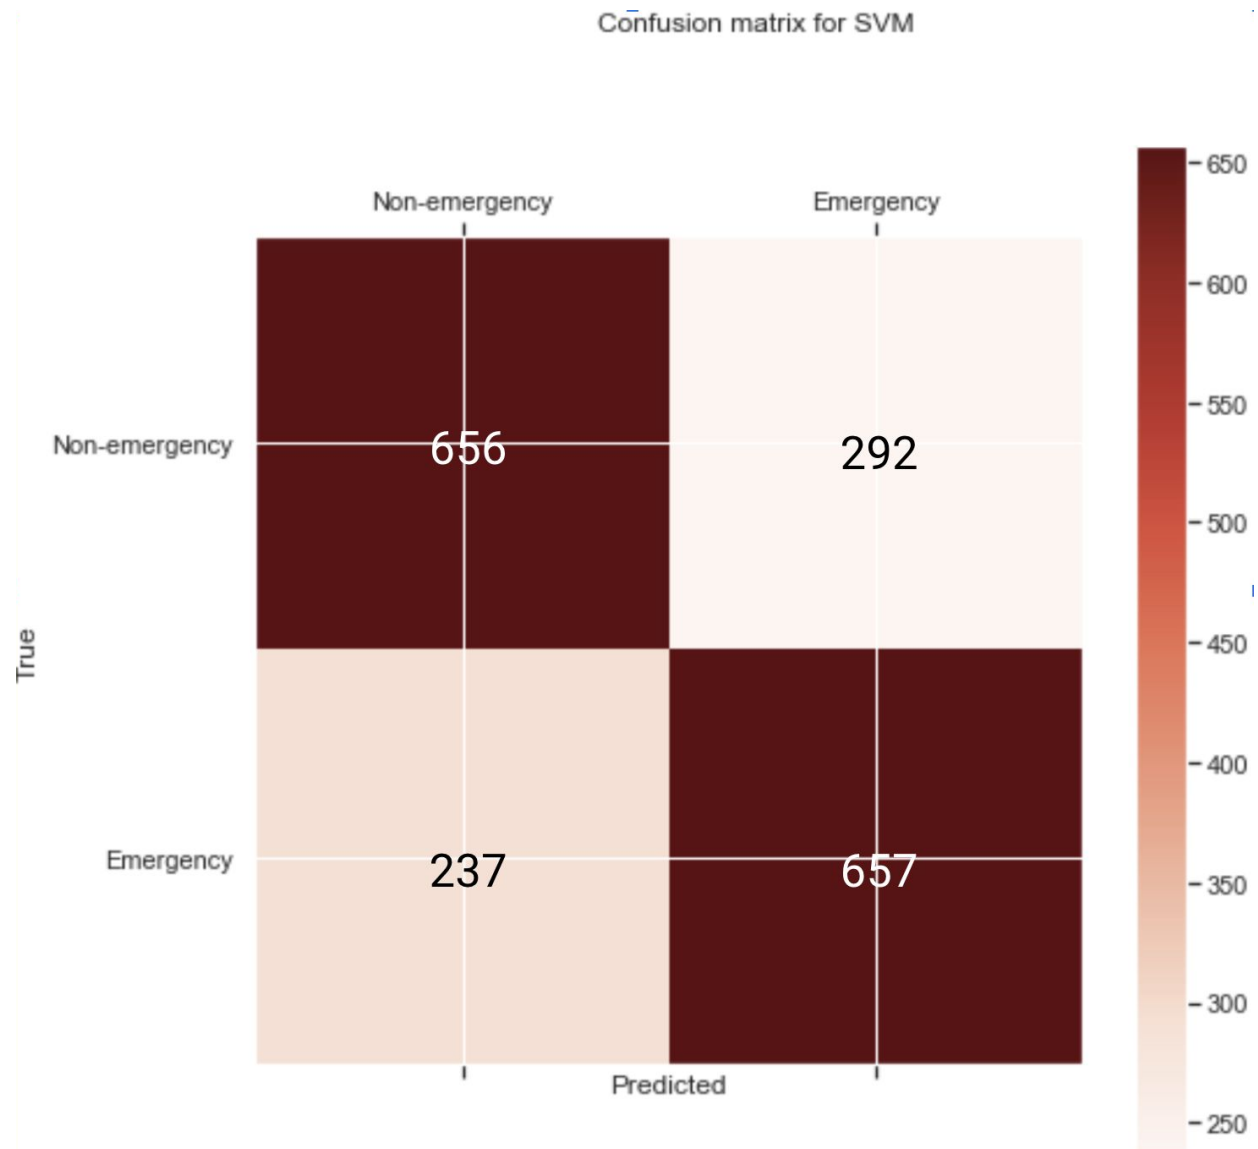 Confusion matrix for SVM
Non-emergency Emergency
650
600
550
500
450
400
350
300
250
Non-emergency 656 292
True
Emergency 237 657
Predicted